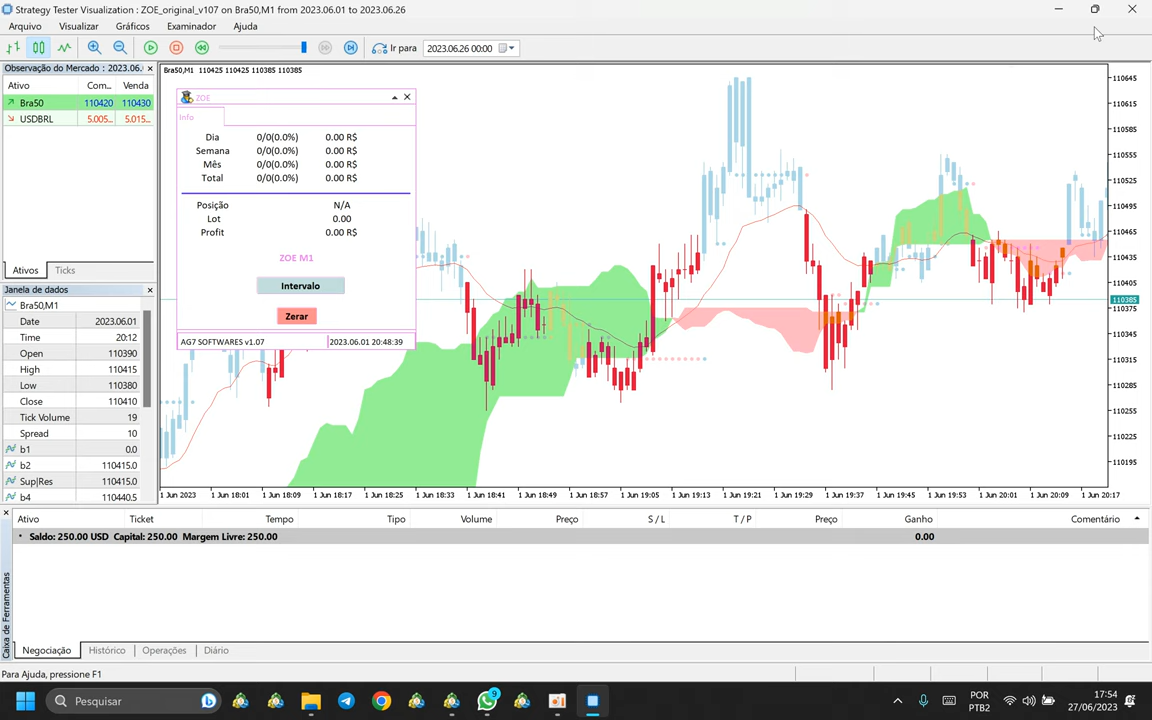 Strategy Tester Visualization : ZOE_original_v107 on Bra50,M1 from 2023.06.01 to 2023.06.26
Arquivo Visualizar Gráficos Examinador Ajuda
Ir para 2023.06.26 00:00
Observação do Mercado : 2023.06.
Ativo Com... Venda
Bra50 110420 110430
USDBRL 5.005... 5.015...
Ativos Ticks
Janela de dados
Bra50,M1
Date 2023.06.01
Time 20:12
Open 110390
High 110415
Low 110380
Close 110410
Tick Volume 19
Spread 10
b1 0.0
b2 110415.0
Sup|Res 110415.0
b4 110440.5
Bra50,M1 110425 110425 110385 110385
ZOE
Info
Dia 0/0(0.0%) 0.00 R$
Semana 0/0(0.0%) 0.00 R$
Mês 0/0(0.0%) 0.00 R$
Total 0/0(0.0%) 0.00 R$
Posição N/A
Lot 0.00
Profit 0.00 R$
ZOE M1
Intervalo
Zerar
AG7 SOFTWARES v1.07 2023.06.01 20:48:39
110645
110615
110585
110555
110525
110495
110465
110435
110405
110385
110375
110345
110315
110285
110255
110225
110195
1 Jun 2023 1 Jun 18:01 1 Jun 18:09 1 Jun 18:17 1 Jun 18:25 1 Jun 18:33 1 Jun 18:41 1 Jun 18:49 1 Jun 18:57 1 Jun 19:05 1 Jun 19:13 1 Jun 19:21 1 Jun 19:29 1 Jun 19:37 1 Jun 19:45 1 Jun 19:53 1 Jun 20:01 1 Jun 20:09 1 Jun 20:17
Ativo Ticket Tempo Tipo Volume Preço S / L T / P Preço Ganho Comentário
Saldo: 250.00 USD Capital: 250.00 Margem Livre: 250.00 0.00
Caixa de Ferramentas
Negociação Histórico Operações Diário
Para Ajuda, pressione F1
Pesquisar
9
POR
PTB2
17:54
27/06/2023